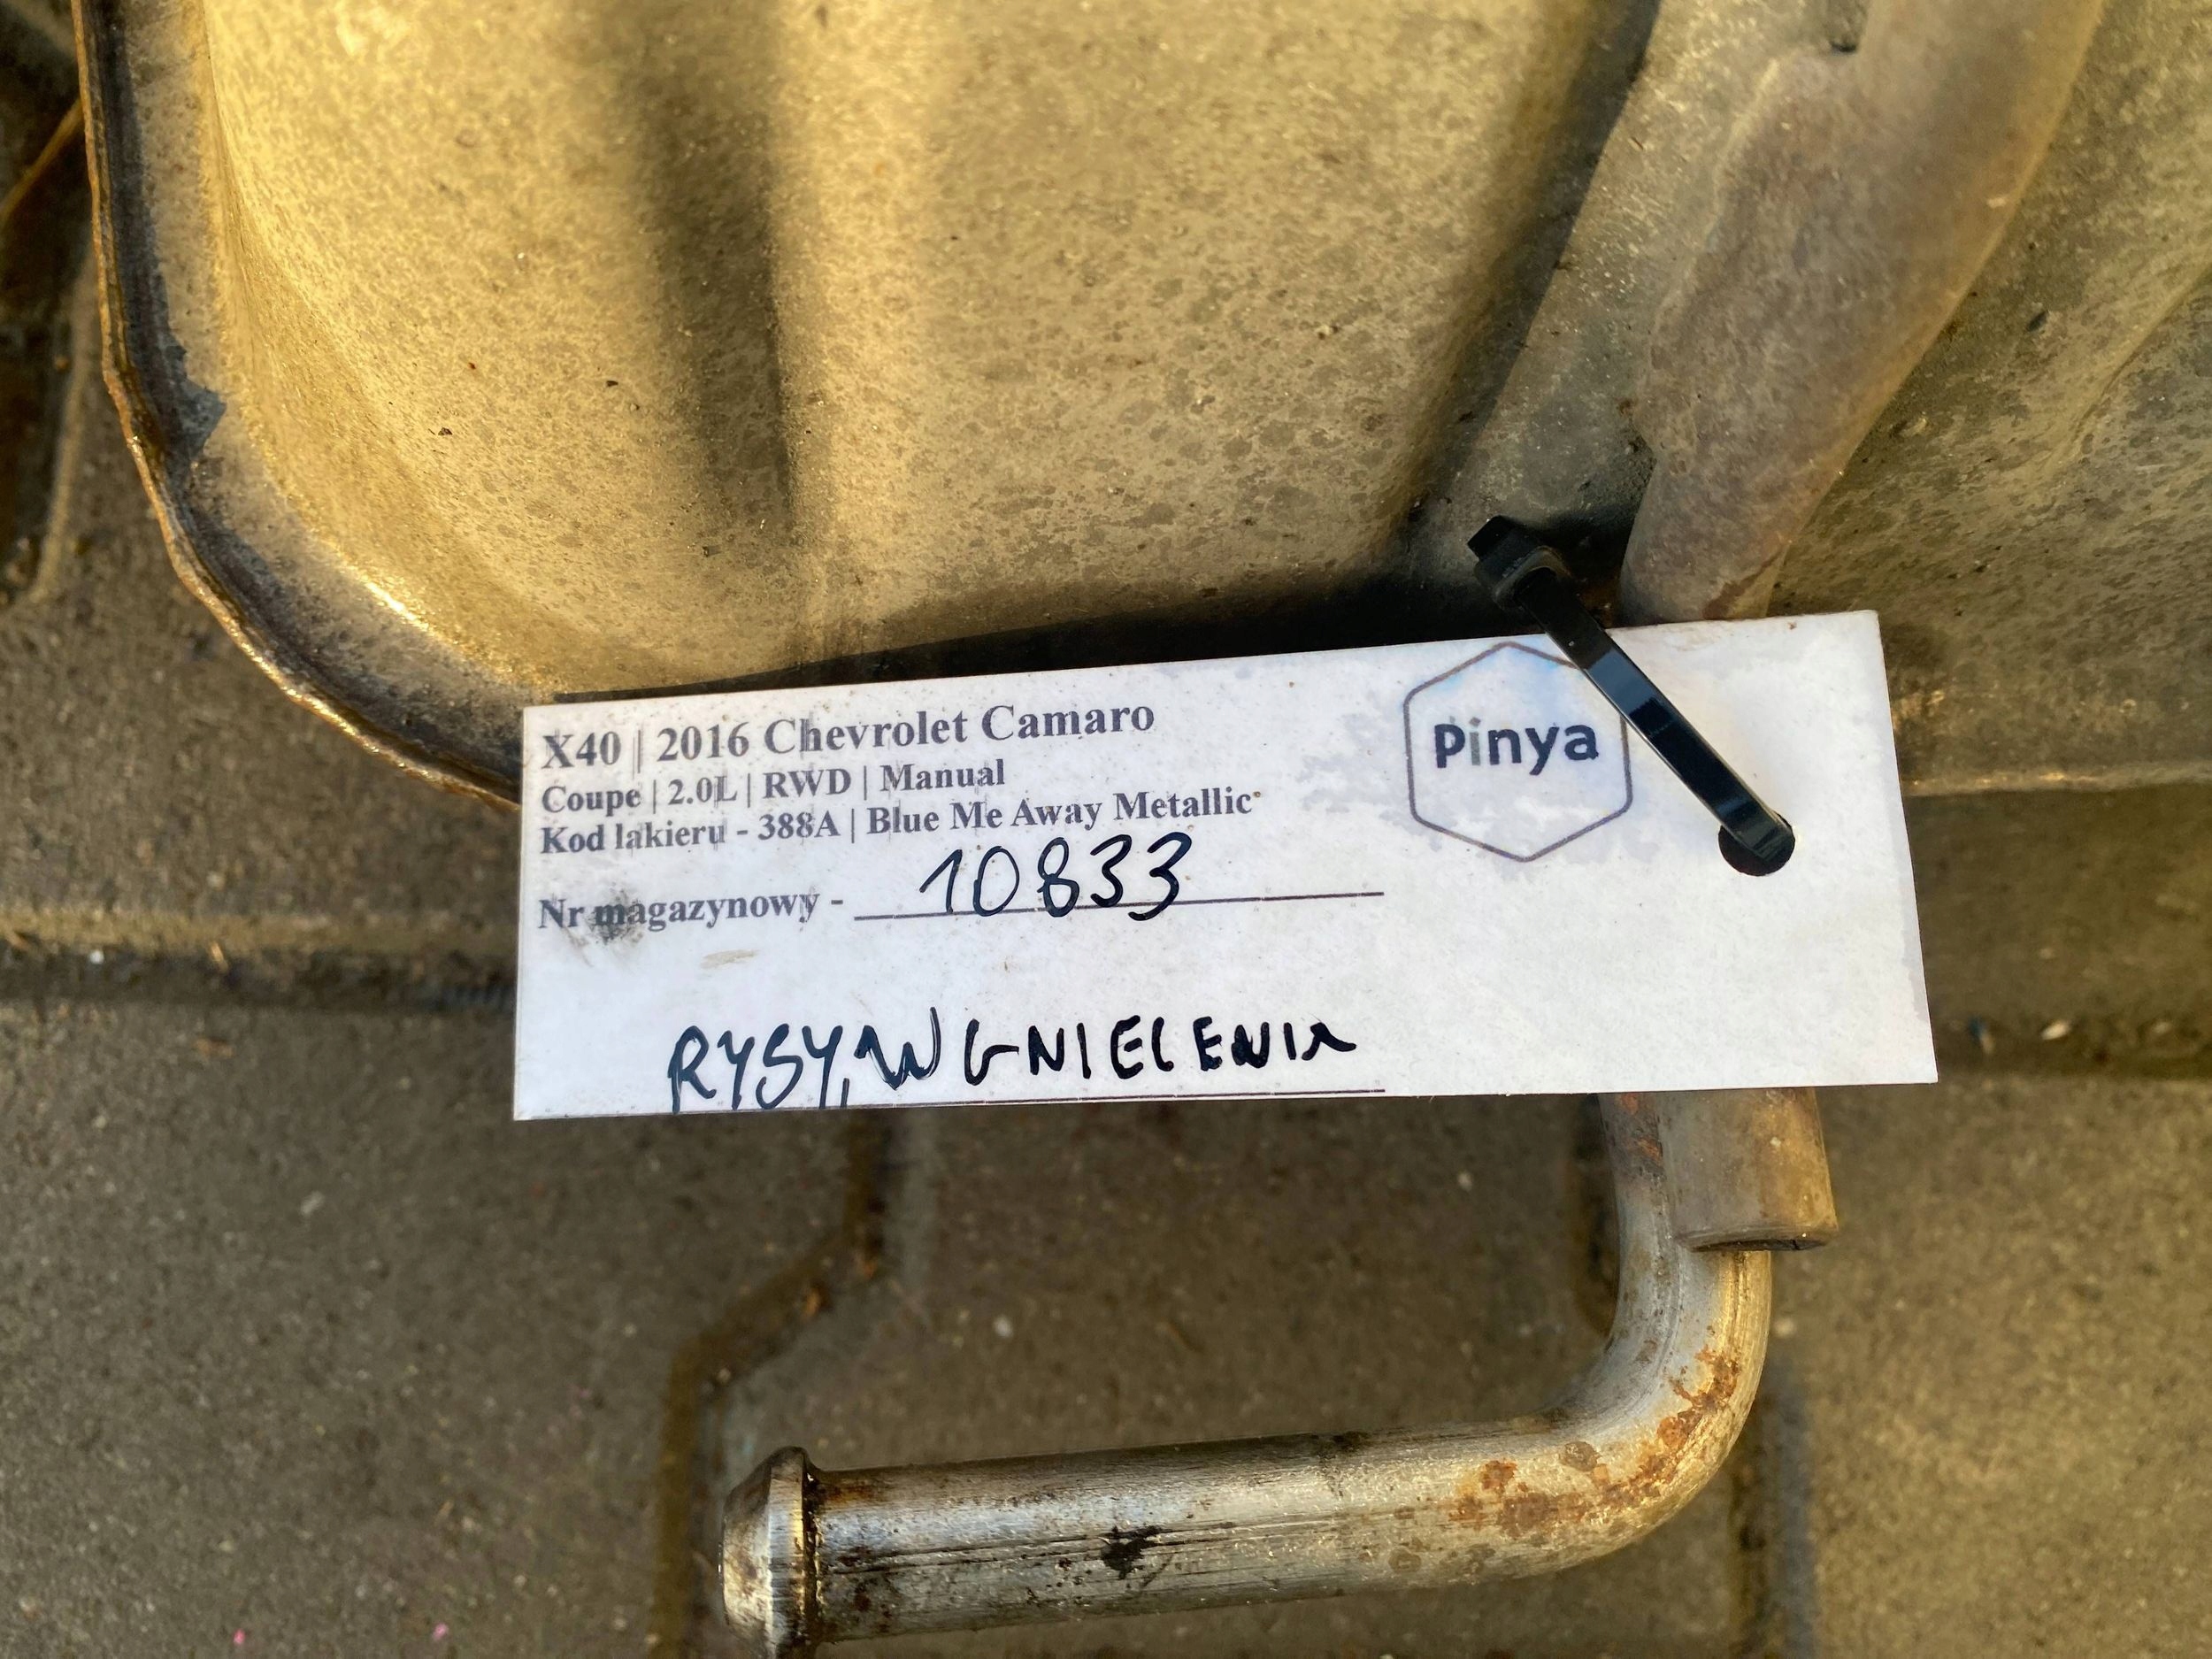 X40 | 2016 Chevrolet Camaro
Coupe | 2.0L | RWD | Manual
Kod lakieru - 388A | Blue Me Away Metallic
Nr magazynowy - 10833
RYSY, WGNIECENIA
Pinya